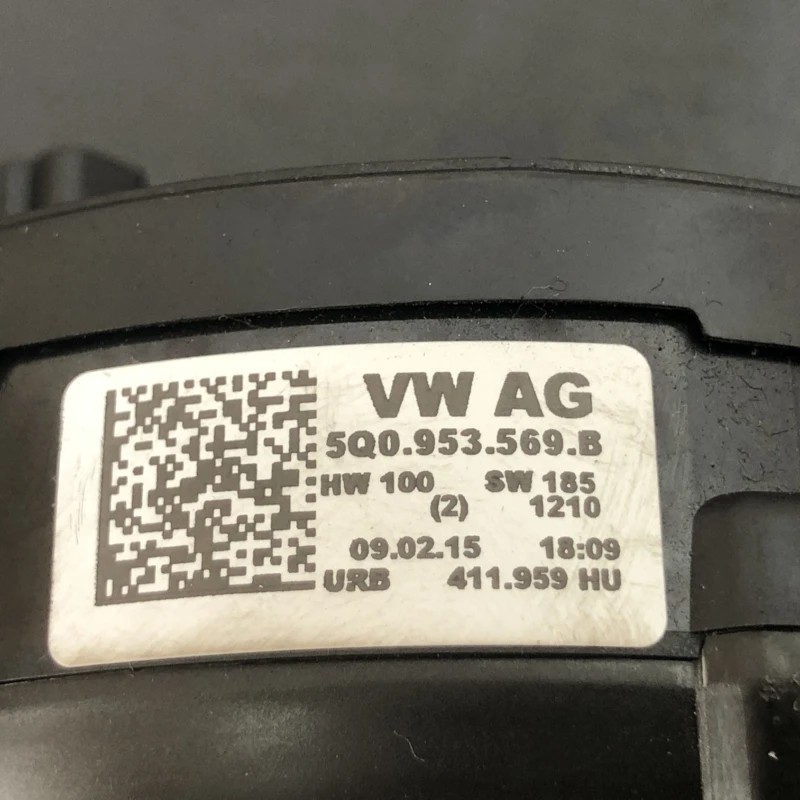 VW AG
5Q0.953.569.B
HW 100 SW 185
(2) 1210
09.02.15 18:09
URB 411.959 HU